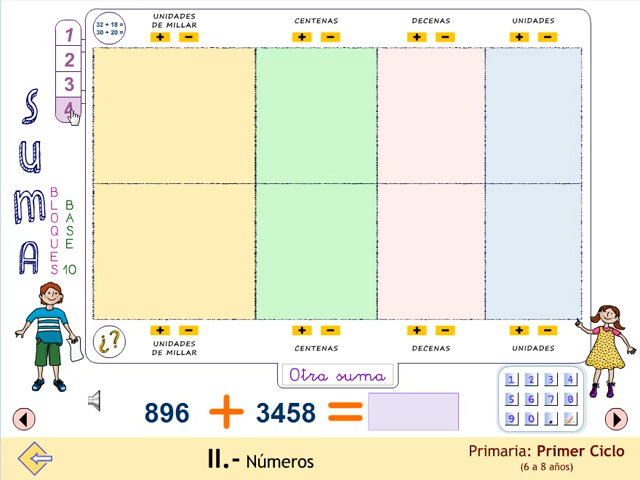 1
2
3
4
32 + 18 =
30 + 20 =
UNIDADES
DE MILLAR
CENTENAS
DECENAS
UNIDADES
+ -
+ -
+ -
+ -
SUMA
BLOQUES
BASE
10
+ -
+ -
+ -
+ -
¿?
UNIDADES
DE MILLAR
CENTENAS
DECENAS
UNIDADES
Otra suma
896 + 3458 =
1 2 3 4
5 6 7 8
9 0 .
II.- Números
Primaria: Primer Ciclo
(6 a 8 años)